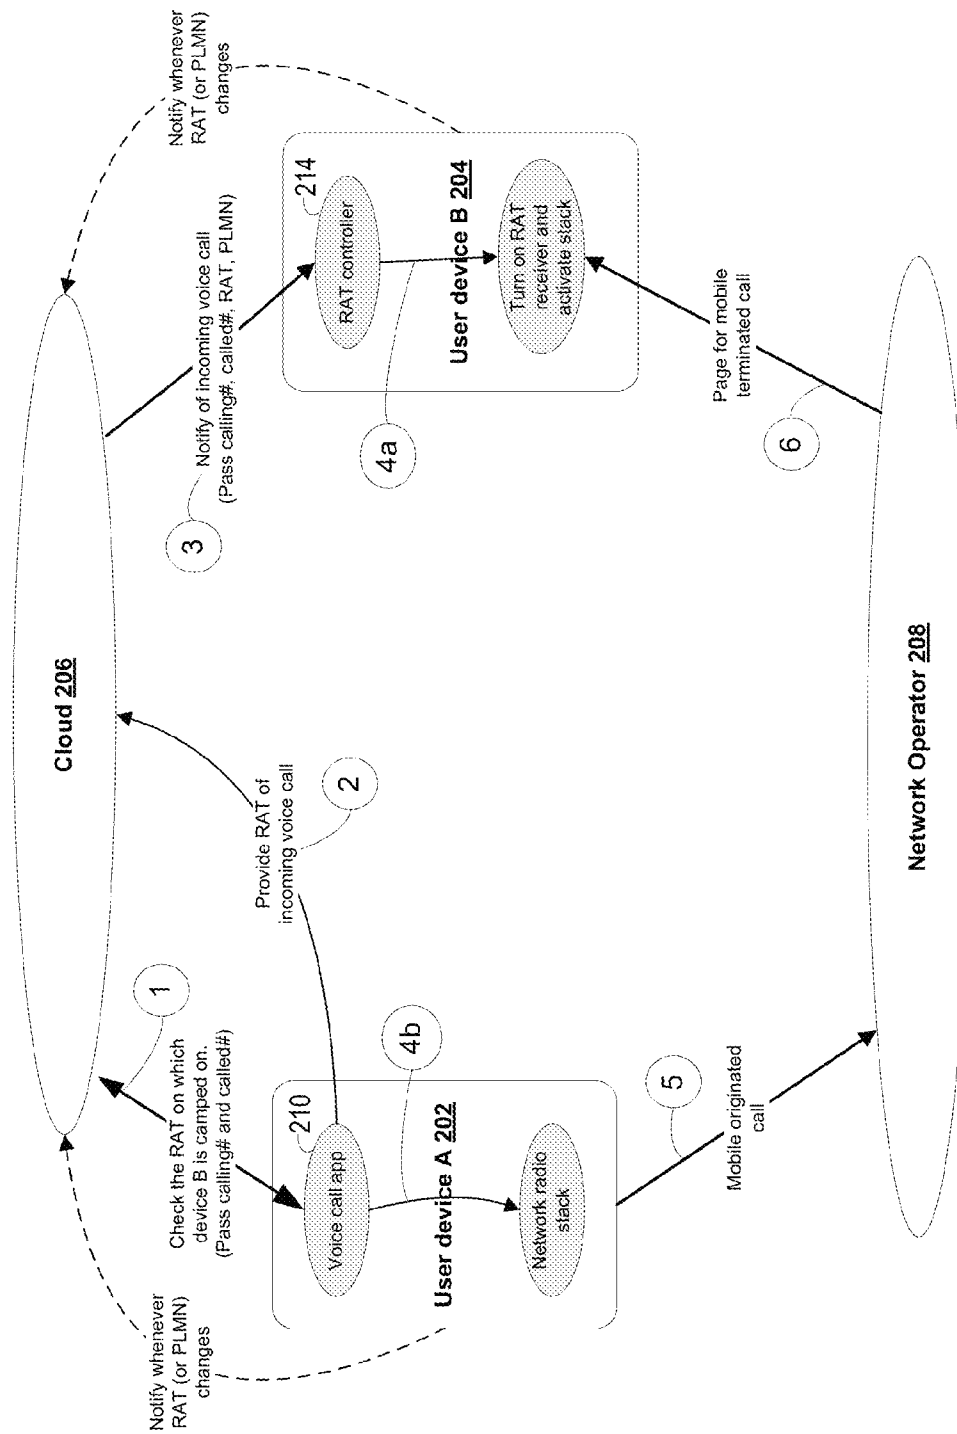 Notify whenever
RAT (or PLMN)
changes
Cloud 206
Notify whenever
RAT (or PLMN)
changes
1
Check the RAT on which
device B is camped on.
(Pass calling# and called#)
Provide RAT of
incoming voice call
2
3
Notify of incoming voice call
(Pass calling#, called#, RAT, PLMN)
210
Voice call app
4b
User device A 202
Network radio
stack
214
RAT controller
4a
User device B 204
Turn on RAT
receiver and
activate stack
5
Mobile originated
call
6
Page for mobile
terminated call
Network Operator 208